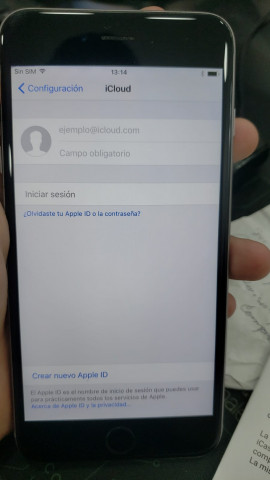 Sin SIM
13:14
Configuración
iCloud
ejemplo@icloud.com
Campo obligatorio
Iniciar sesión
¿Olvidaste tu Apple ID o la contraseña?
Crear nuevo Apple ID
El Apple ID es el nombre de inicio de sesión que puedes usar
para prácticamente todos los servicios de Apple.
Acerca de Apple ID y la privacidad...
La
iCa
comp
La mi